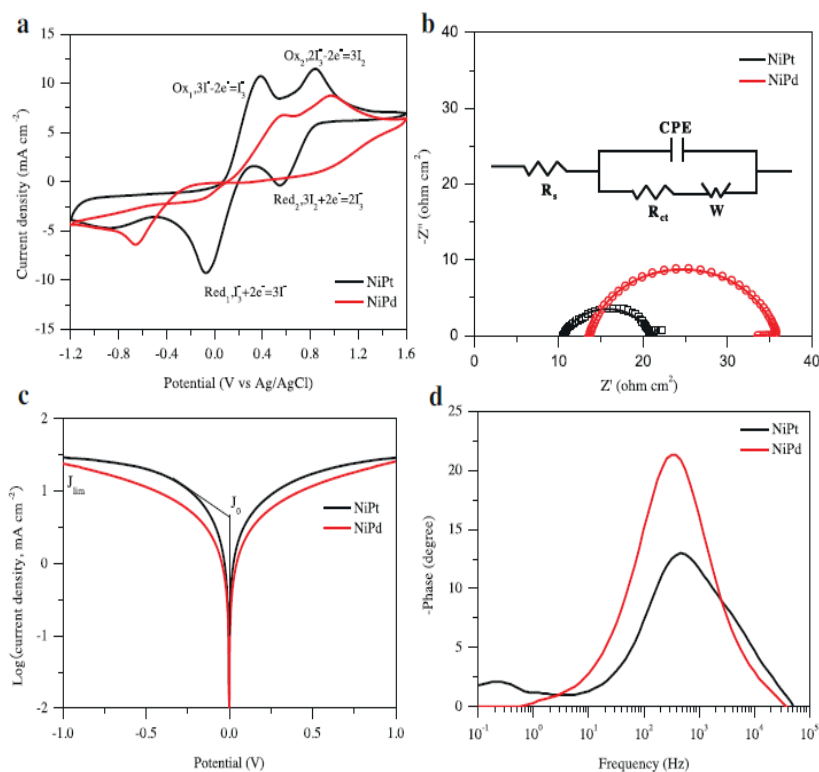 a
15
10
5
0
-5
-10
-15
Current density (mA cm⁻²)
-1.2
-0.8
-0.4
0.0
0.4
0.8
1.2
1.6
Potential (V vs Ag/AgCl)
Ox₁,3I⁻-2e⁻=I₃⁻
Ox₂,2I₃⁻-2e⁻=3I₂
Red₂,3I₂+2e⁻=2I₃⁻
Red₁,I₃⁻+2e⁻=3I⁻
NiPt
NiPd
b
-40
-30
20
10
0
-Z'' (ohm cm²)
0
10
20
30
40
Z' (ohm cm²)
NiPt
NiPd
CPE
Rₛ
R_ct
W
c
2
1
0
-1
-2
Log(current density, mA cm⁻²)
-1.0
-0.5
0.0
0.5
1.0
Potential (V)
J_lim
J₀
NiPt
NiPd
d
25
20
15
10
5
0
-Phase (degree)
10⁻¹
10⁰
10¹
10²
10³
10⁴
10⁵
Frequency (Hz)
NiPt
NiPd